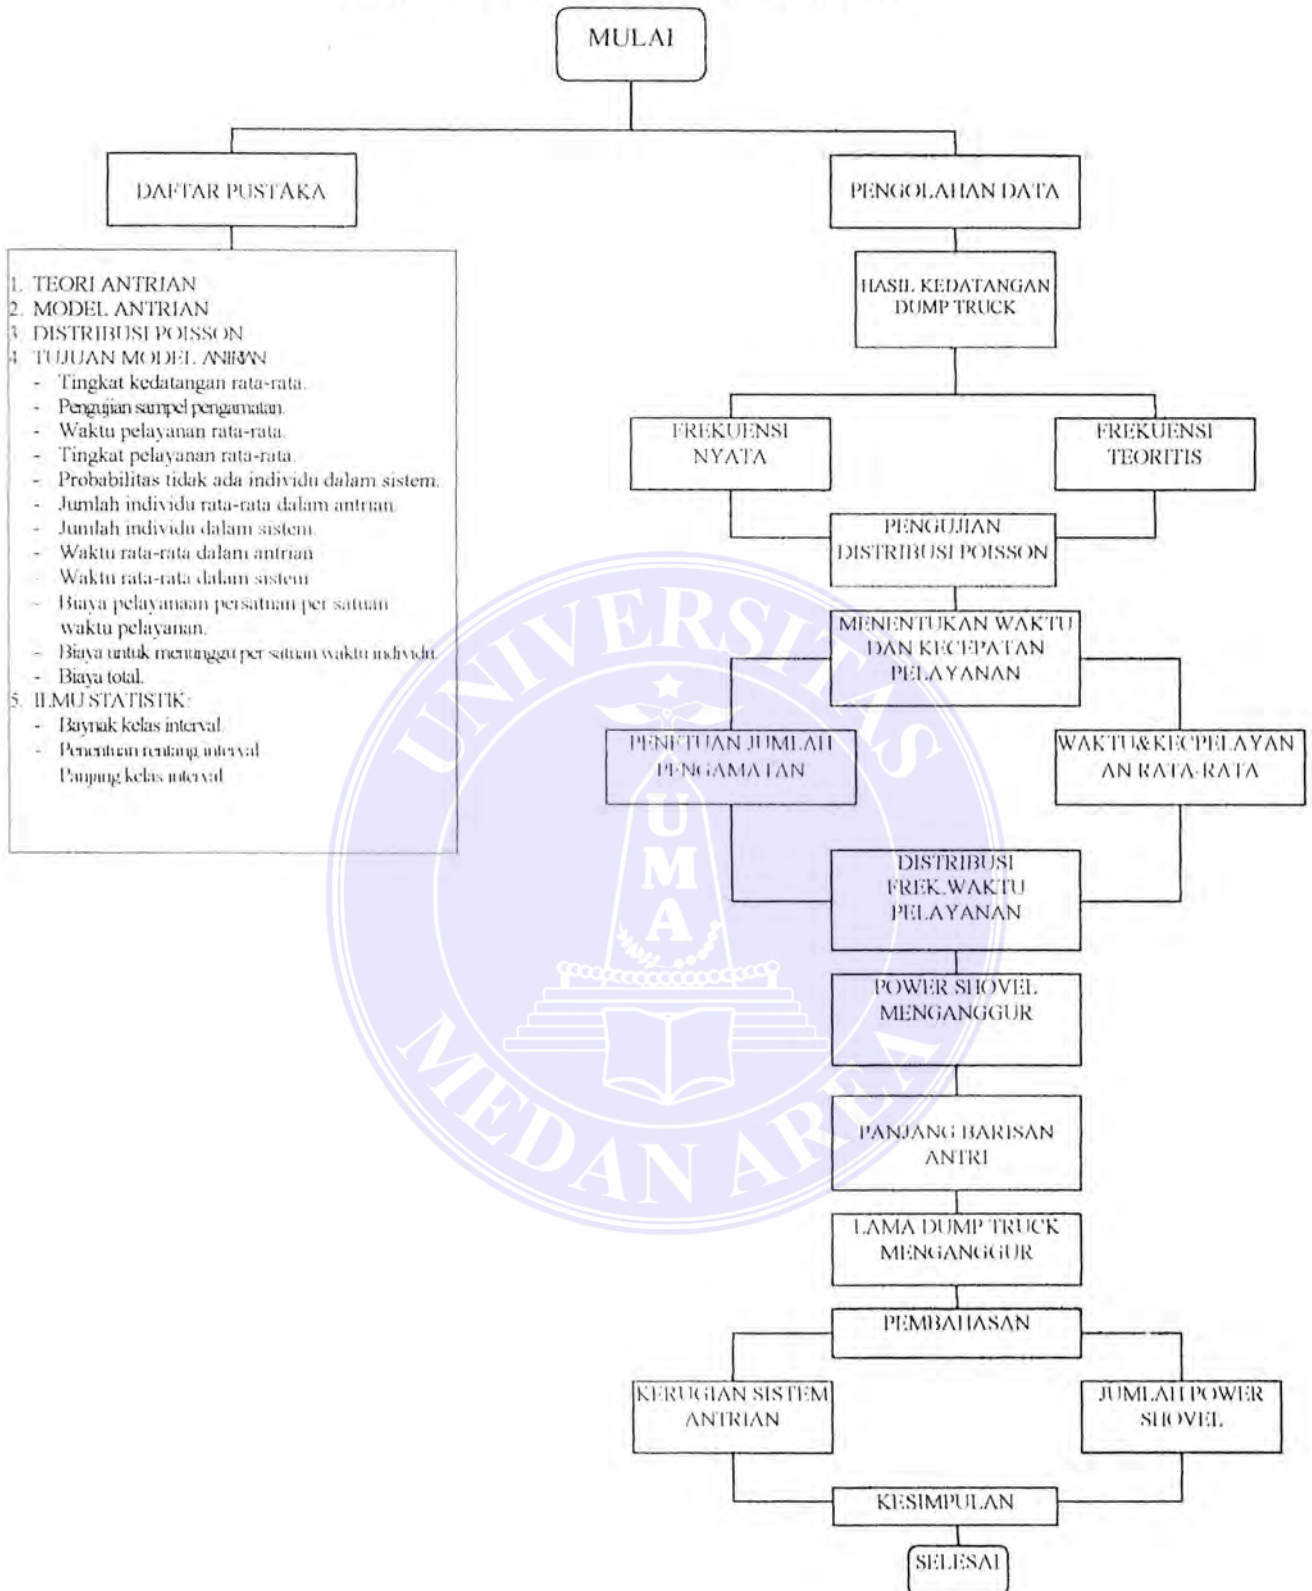 MULAI
DAFTAR PUSTAKA
1. TEORI ANTRIAN
2. MODEL ANTRIAN
3. DISTRIBUSI POISSON
4. TUJUAN MODEL ANTRIAN
- Tingkat kedatangan rata-rata.
- Pengujian sampel pengamatan.
- Waktu pelayanan rata-rata.
- Tingkat pelayanan rata-rata.
- Probabilitas tidak ada individu dalam sistem.
- Jumlah individu rata-rata dalam antrian
- Jumlah individu dalam sistem.
- Waktu rata-rata dalam antrian
- Waktu rata-rata dalam sistem
- Biaya pelayanaan persatuan per satuan
waktu pelayanan.
- Biaya untuk menunggu per satuan waktu individu.
- Biaya total.
5. ILMU STATISTIK:
- Baynak kelas interval.
- Penentuan rentang interval
Panjang kelas interval
PENGOLAHAN DATA
HASIL KEDATANGAN
DUMP TRUCK
FREKUENSI
NYATA
FREKUENSI
TEORITIS
PENGUJIAN
DISTRIBUSI POISSON
MENENTUKAN WAKTU
DAN KECEPATAN
PELAYANAN
PENETUAN JUMLAH
PENGAMATAN
WAKTU&KECPELAYAN
AN RATA-RATA
DISTRIBUSI
FREK.WAKTU
PELAYANAN
POWER SHOVEL
MENGANGGUR
PANJANG BARISAN
ANTRI
LAMA DUMP TRUCK
MENGANGGUR
PEMBAHASAN
KERUGIAN SISTEM
ANTRIAN
JUMLAH POWER
SHOVEL
KESIMPULAN
SELESAI
UNIVERSITAS
MEDAN AREA
U
M
A